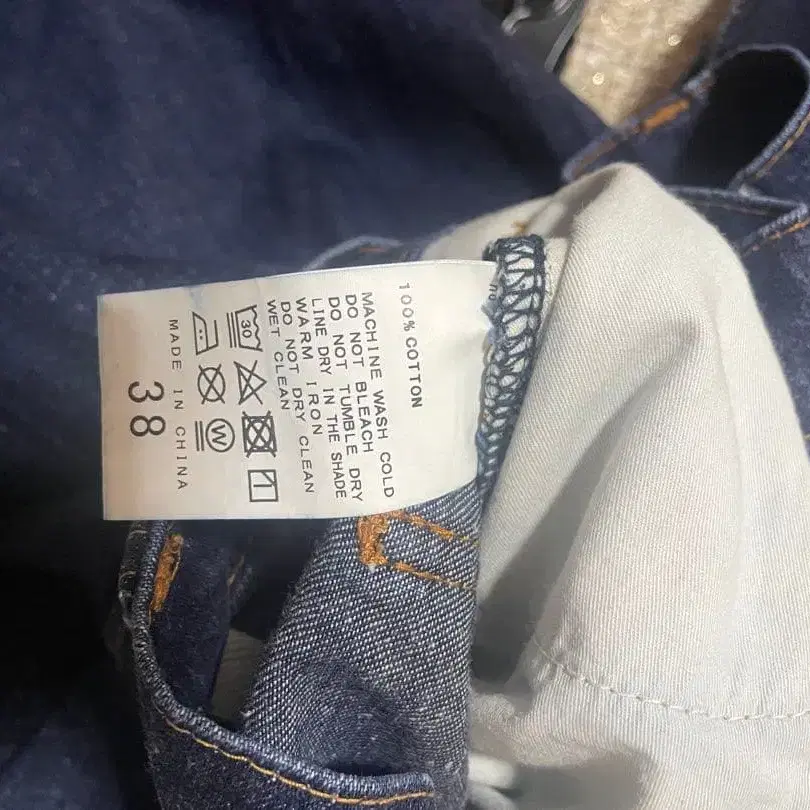 100% COTTON
MACHINE WASH COLD
DO NOT BLEACH
DO NOT TUMBLE DRY
LINE DRY IN THE SHADE
WARM IRON
DO NOT DRY CLEAN
WET CLEAN
30
W
MADE IN CHINA
38